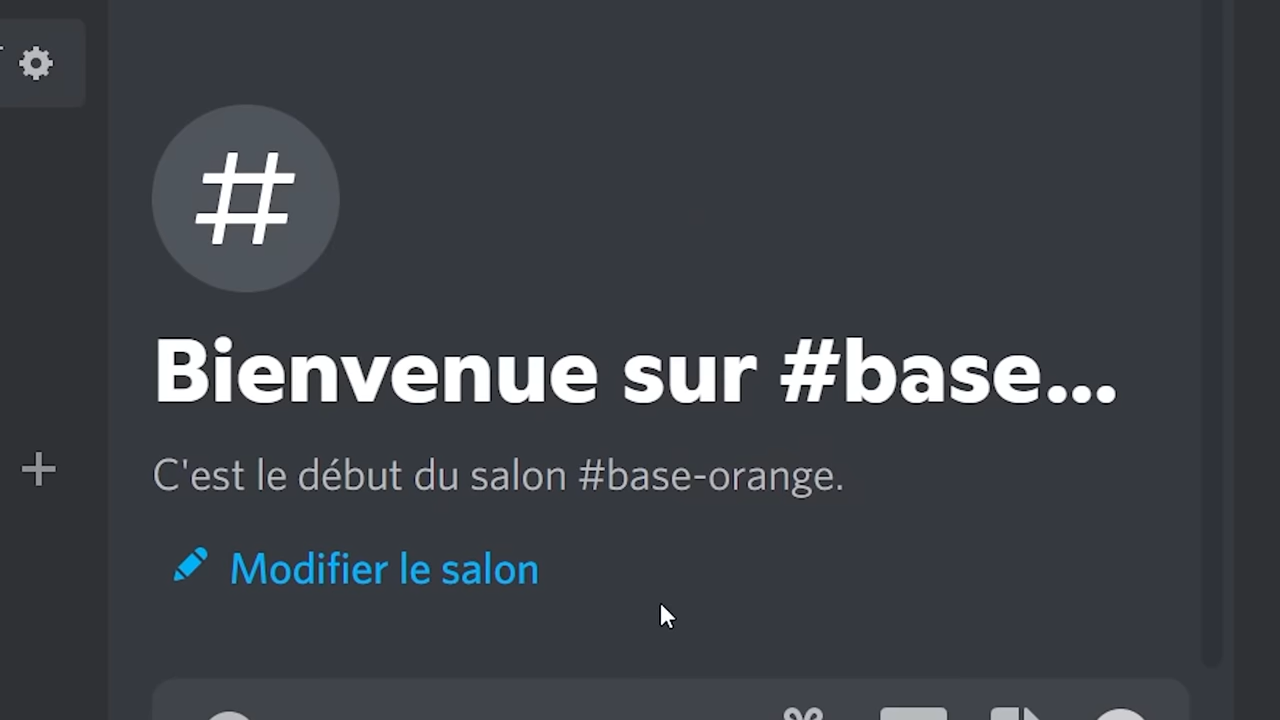 #
Bienvenue sur #base...
C'est le début du salon #base-orange.
Modifier le salon